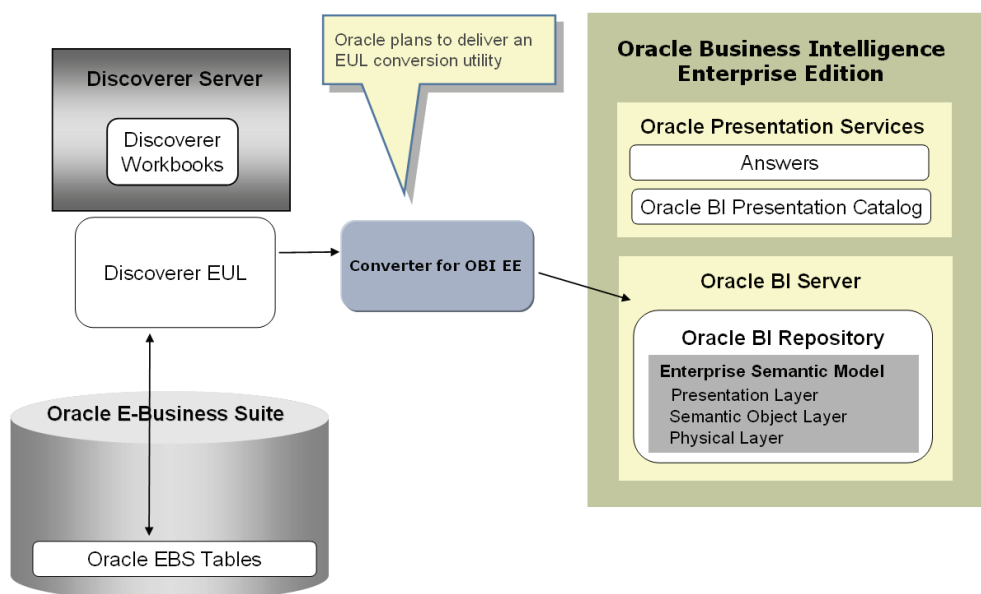 Discoverer Server
Discoverer
Workbooks
Discoverer EUL
Oracle E-Business Suite
Oracle EBS Tables
Oracle plans to deliver an
EUL conversion utility
Converter for OBI EE
Oracle Business Intelligence
Enterprise Edition
Oracle Presentation Services
Answers
Oracle BI Presentation Catalog
Oracle BI Server
Oracle BI Repository
Enterprise Semantic Model
Presentation Layer
Semantic Object Layer
Physical Layer